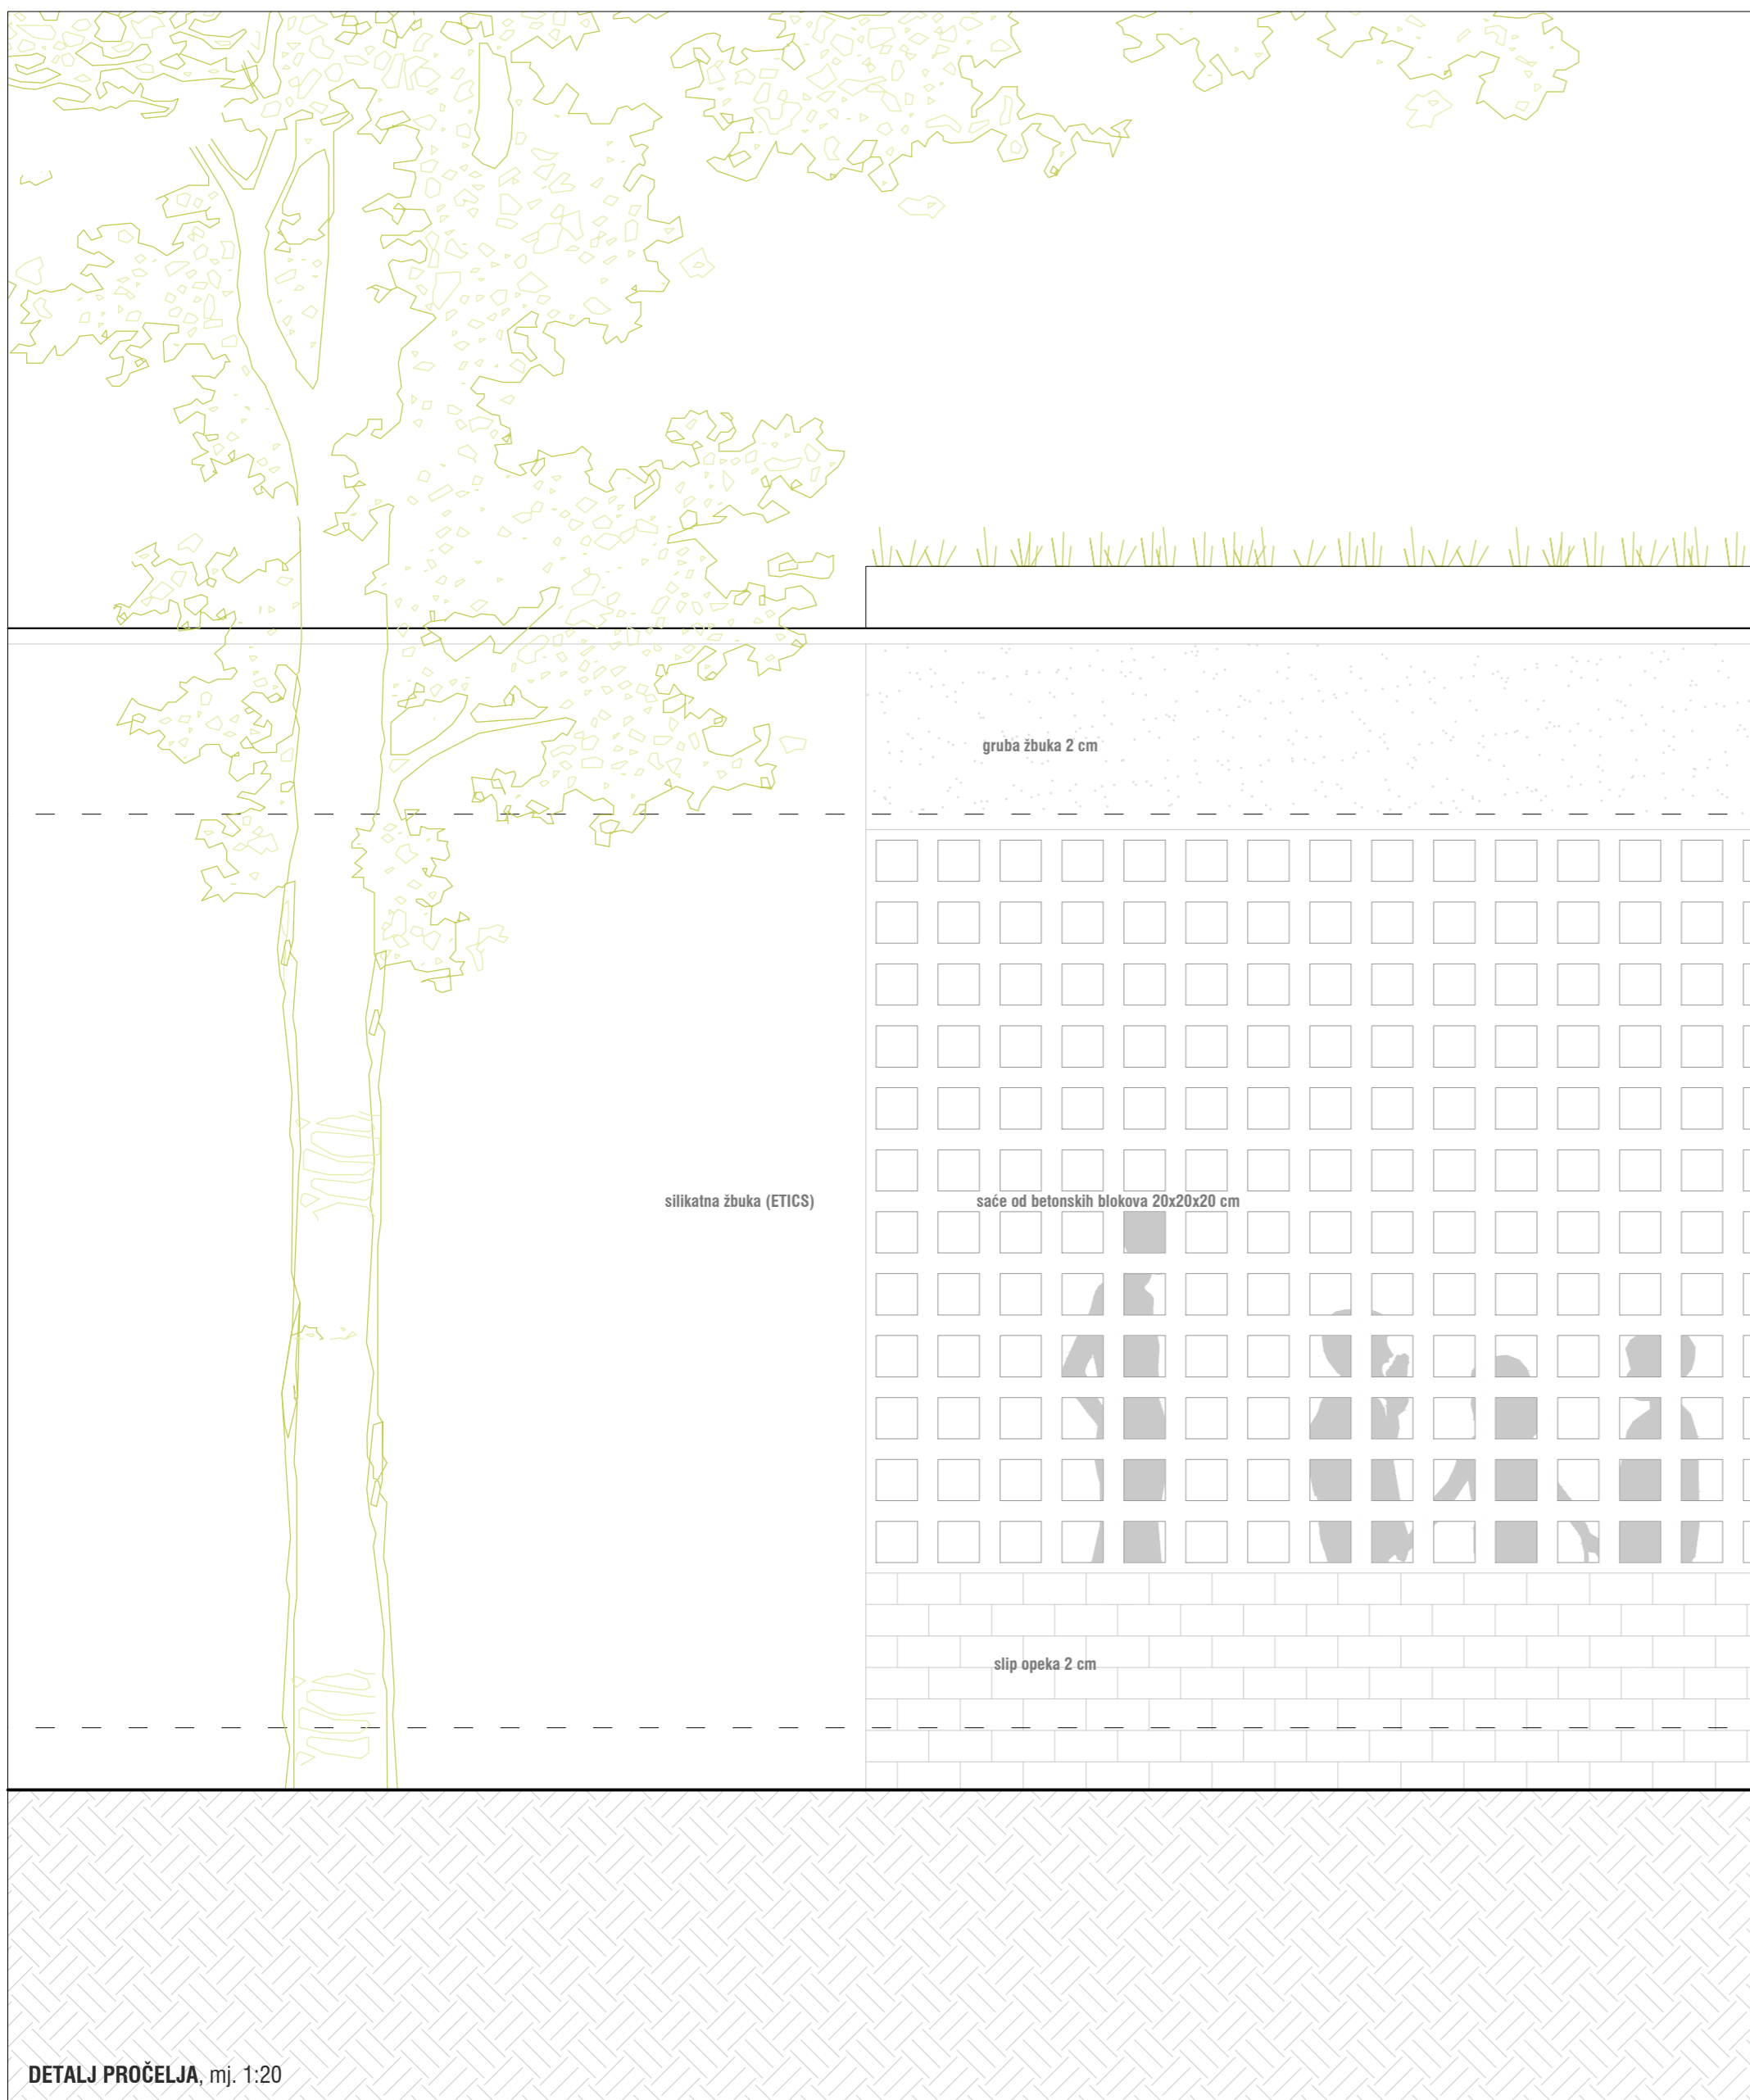 gruba žbuka 2 cm
silikatna žbuka (ETICS)
saće od betonskih blokova 20x20x20 cm
slip opeka 2 cm
DETALJ PROČELJA, mj. 1:20